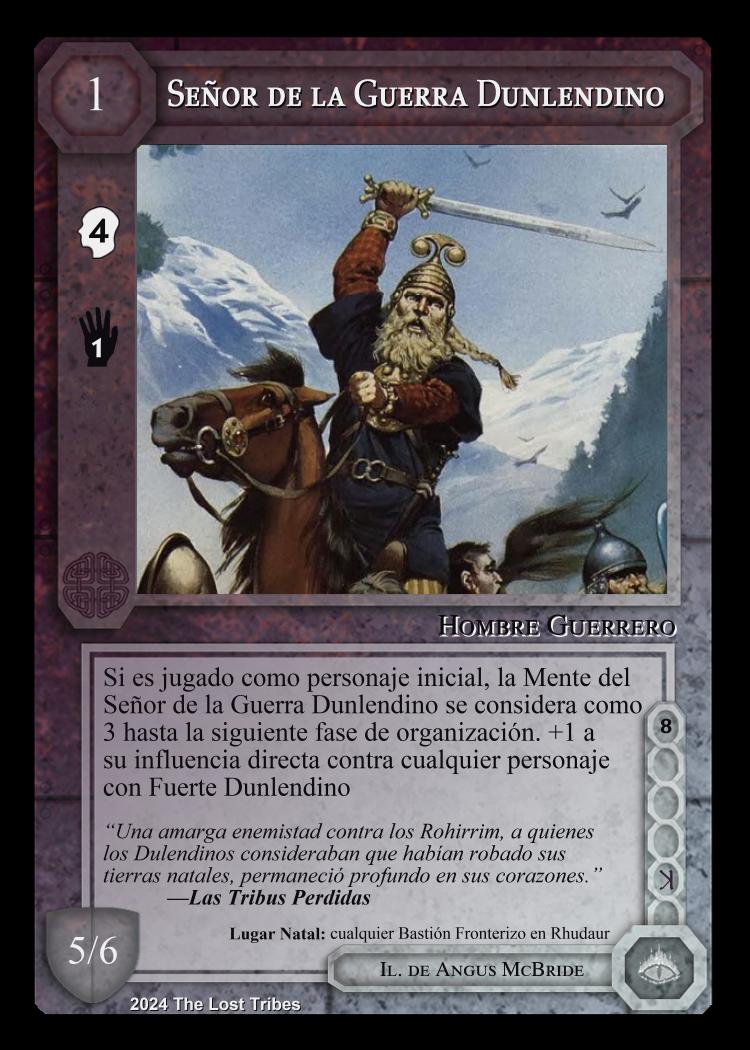 1
Señor de la Guerra Dunlendino
4
1
Hombre Guerrero
Si es jugado como personaje inicial, la Mente del
Señor de la Guerra Dunlendino se considera como
3 hasta la siguiente fase de organización. +1 a
su influencia directa contra cualquier personaje
con Fuerte Dunlendino
8
“Una amarga enemistad contra los Rohirrim, a quienes
los Dulendinos consideraban que habían robado sus
tierras natales, permaneció profundo en sus corazones.”
—Las Tribus Perdidas
Lugar Natal: cualquier Bastión Fronterizo en Rhudaur
5/6
Il. de Angus McBride
2024 The Lost Tribes